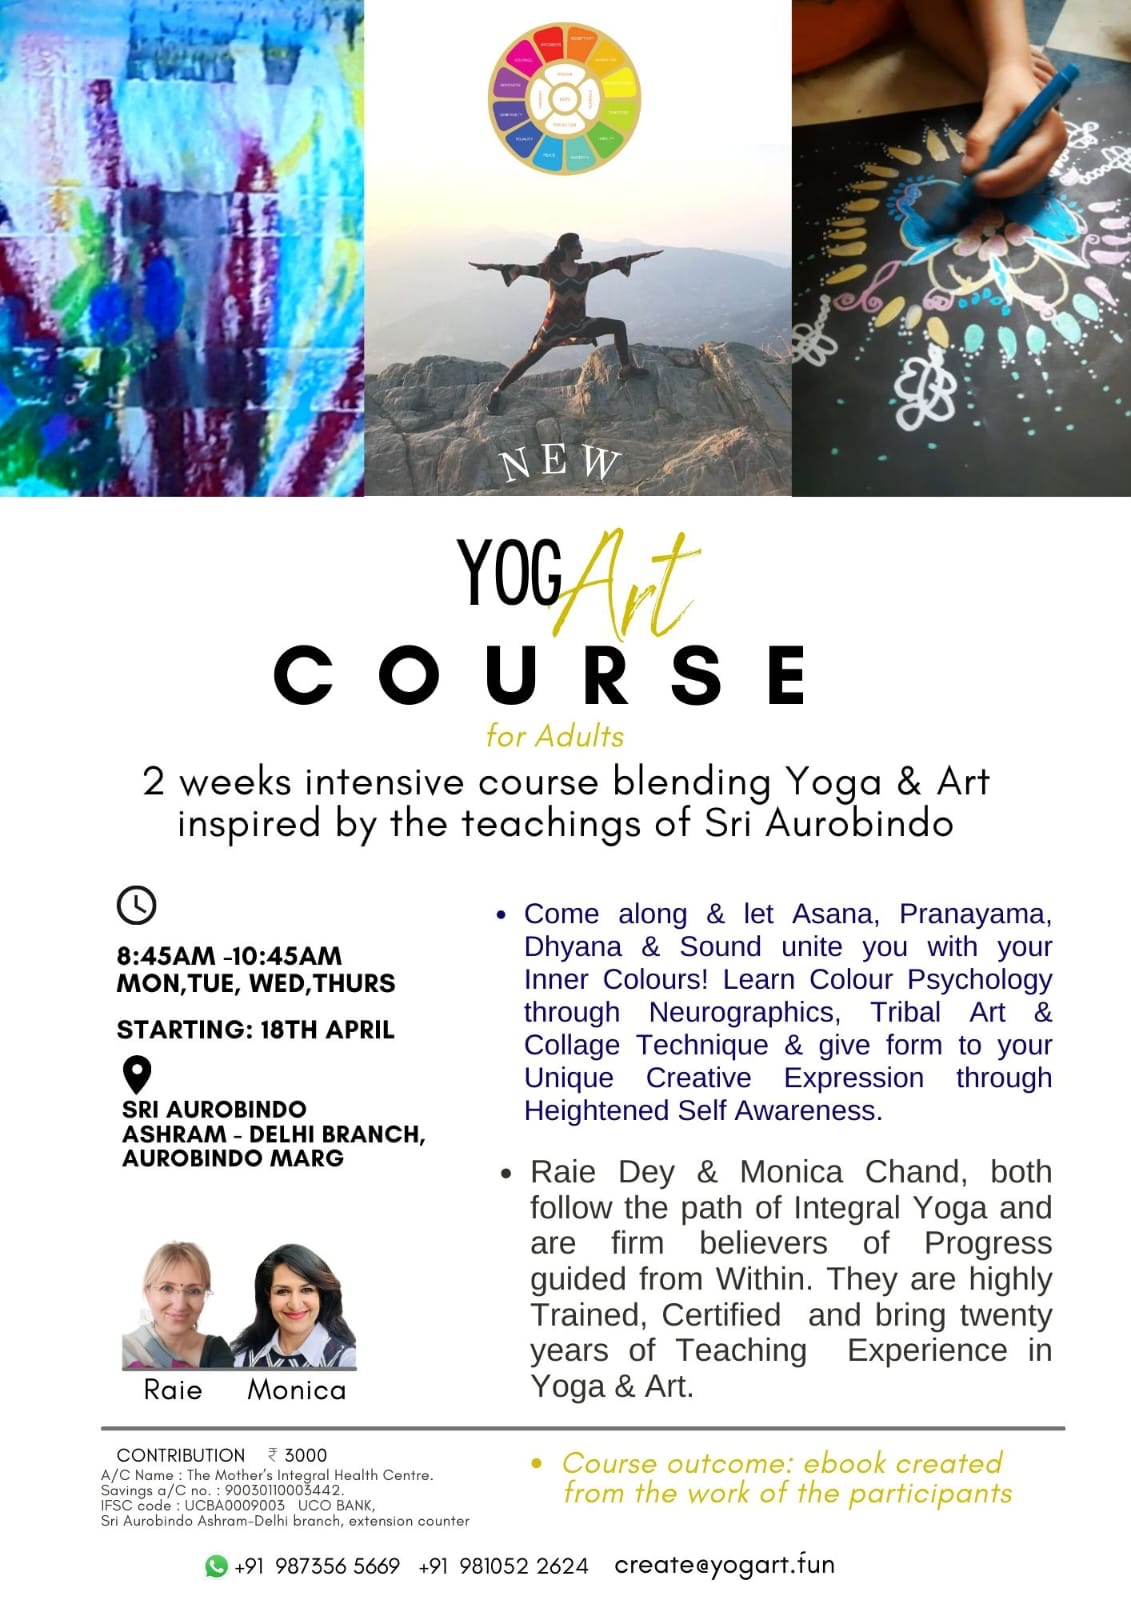 NEW
YOGArt
COURSE
for Adults
2 weeks intensive course blending Yoga & Art
inspired by the teachings of Sri Aurobindo
8:45AM -10:45AM
MON,TUE, WED,THURS
STARTING: 18TH APRIL
SRI AUROBINDO
ASHRAM - DELHI BRANCH,
AUROBINDO MARG
Raie Monica
• Come along & let Asana, Pranayama,
Dhyana & Sound unite you with your
Inner Colours! Learn Colour Psychology
through Neurographics, Tribal Art &
Collage Technique & give form to your
Unique Creative Expression through
Heightened Self Awareness.
• Raie Dey & Monica Chand, both
follow the path of Integral Yoga and
are firm believers of Progress
guided from Within. They are highly
Trained, Certified and bring twenty
years of Teaching Experience in
Yoga & Art.
CONTRIBUTION ₹ 3000
A/C Name : The Mother's Integral Health Centre.
Savings a/C no. : 90030110003442.
IFSC code : UCBA0009003 UCO BANK,
Sri Aurobindo Ashram-Delhi branch, extension counter
• Course outcome: ebook created
from the work of the participants
+91 987356 5669 +91 981052 2624 create@yogart.fun